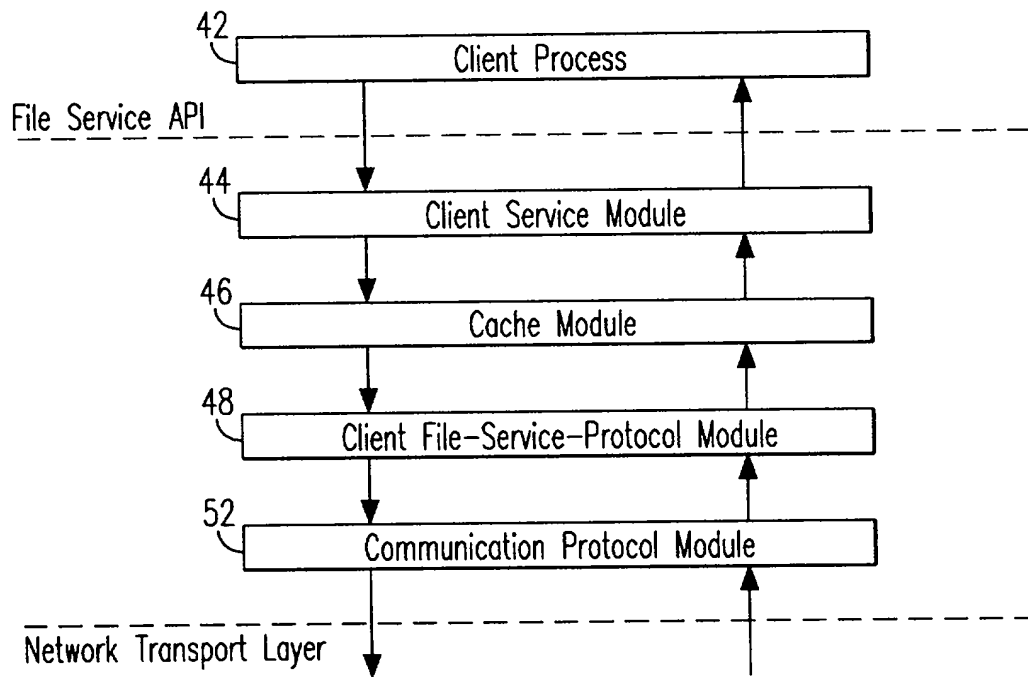 42
Client Process
File Service API
44
Client Service Module
46
Cache Module
48
Client File-Service-Protocol Module
52
Communication Protocol Module
Network Transport Layer